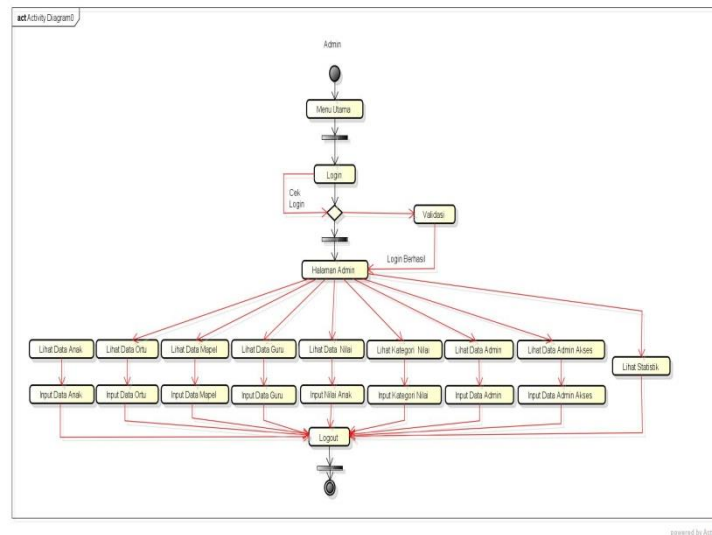 act Activity Diagram0
Admin
Menu Utama
Login
Cek
Login
Validasi
Login Berhasil
Halaman Admin
Lihat Data Anak
Lihat Data Ortu
Lihat Data Mapel
Lihat Data Guru
Lihat Data Nilai
Lihat Kategori Nilai
Lihat Data Admin
Lihat Data Admin Akses
Lihat Statistik
Input Data Anak
Input Data Ortu
Input Data Mapel
Input Data Guru
Input Nilai Anak
Input Kategori Nilai
Input Data Admin
Input Data Admin Akses
Logout
powered by Ast